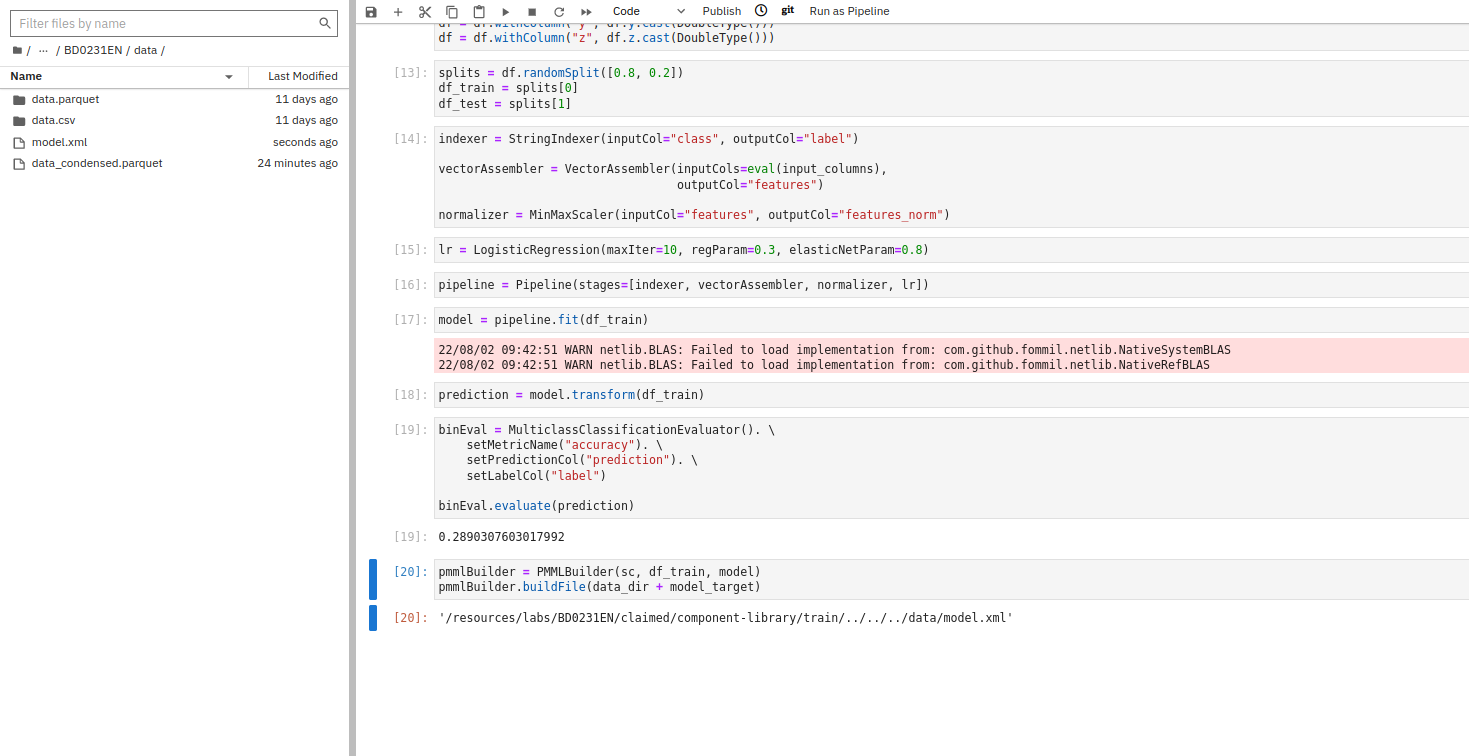 Filter files by name
/ ··· / BD0231EN / data /
Name Last Modified
data.parquet 11 days ago
data.csv 11 days ago
model.xml seconds ago
data_condensed.parquet 24 minutes ago
Code Publish git Run as Pipeline
df = df.withColumn("y", df.y.cast(DoubleType()))
df = df.withColumn("z", df.z.cast(DoubleType()))
[13]: splits = df.randomSplit([0.8, 0.2])
df_train = splits[0]
df_test = splits[1]
[14]: indexer = StringIndexer(inputCol="class", outputCol="label")
vectorAssembler = VectorAssembler(inputCols=eval(input_columns),
outputCol="features")
normalizer = MinMaxScaler(inputCol="features", outputCol="features_norm")
[15]: lr = LogisticRegression(maxIter=10, regParam=0.3, elasticNetParam=0.8)
[16]: pipeline = Pipeline(stages=[indexer, vectorAssembler, normalizer, lr])
[17]: model = pipeline.fit(df_train)
22/08/02 09:42:51 WARN netlib.BLAS: Failed to load implementation from: com.github.fommil.netlib.NativeSystemBLAS
22/08/02 09:42:51 WARN netlib.BLAS: Failed to load implementation from: com.github.fommil.netlib.NativeRefBLAS
[18]: prediction = model.transform(df_train)
[19]: binEval = MulticlassClassificationEvaluator(). \
setMetricName("accuracy"). \
setPredictionCol("prediction"). \
setLabelCol("label")
binEval.evaluate(prediction)
[19]: 0.2890307603017992
[20]: pmmlBuilder = PMMLBuilder(sc, df_train, model)
pmmlBuilder.buildFile(data_dir + model_target)
[20]: '/resources/labs/BD0231EN/claimed/component-library/train/../../../data/model.xml'